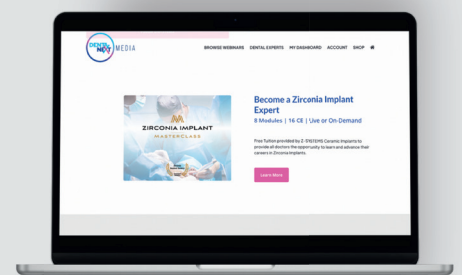 DENTAL
NEXT
MEDIA
BROWSE WEBINARS DENTAL EXPERTS MY DASHBOARD ACCOUNT SHOP
Become a Zirconia Implant
Expert
8 Modules | 16 CE | Live or On-Demand
ZIRCONIA IMPLANT
MASTERCLASS
Free Tuition provided by Z-SYSTEMS Ceramic Implants to
provide all doctors the opportunity to learn and advance their
careers in Zirconia Implants.
Learn More